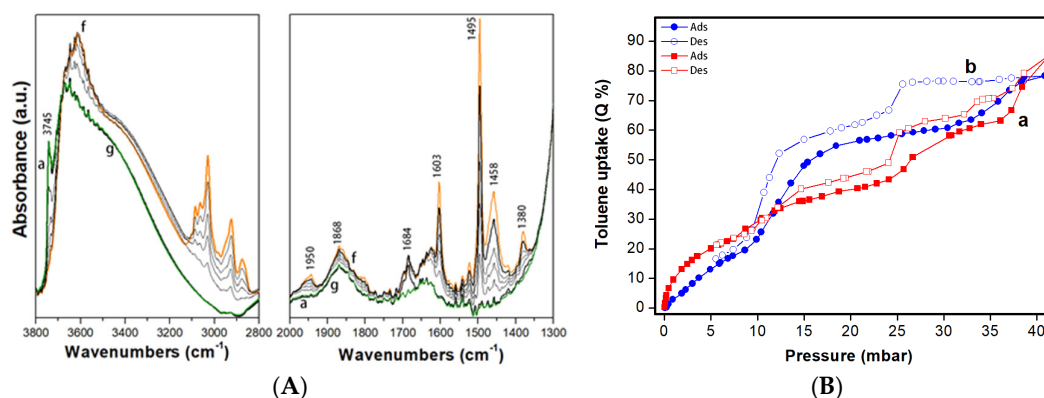 3745
f
a
g
Absorbance (a.u.)
3800 3600 3400 3200 3000 2800
Wavenumbers (cm-1)
1495
1950
1868
1684
1603
1458
1380
f
g
a
2000 1900 1800 1700 1600 1500 1400 1300
Wavenumbers (cm-1)
(A)
Ads
Des
Ads
Des
b
a
Toluene uptake (Q %)
90
80
70
60
50
40
30
20
10
0
0 5 10 15 20 25 30 35 40
Pressure (mbar)
(B)